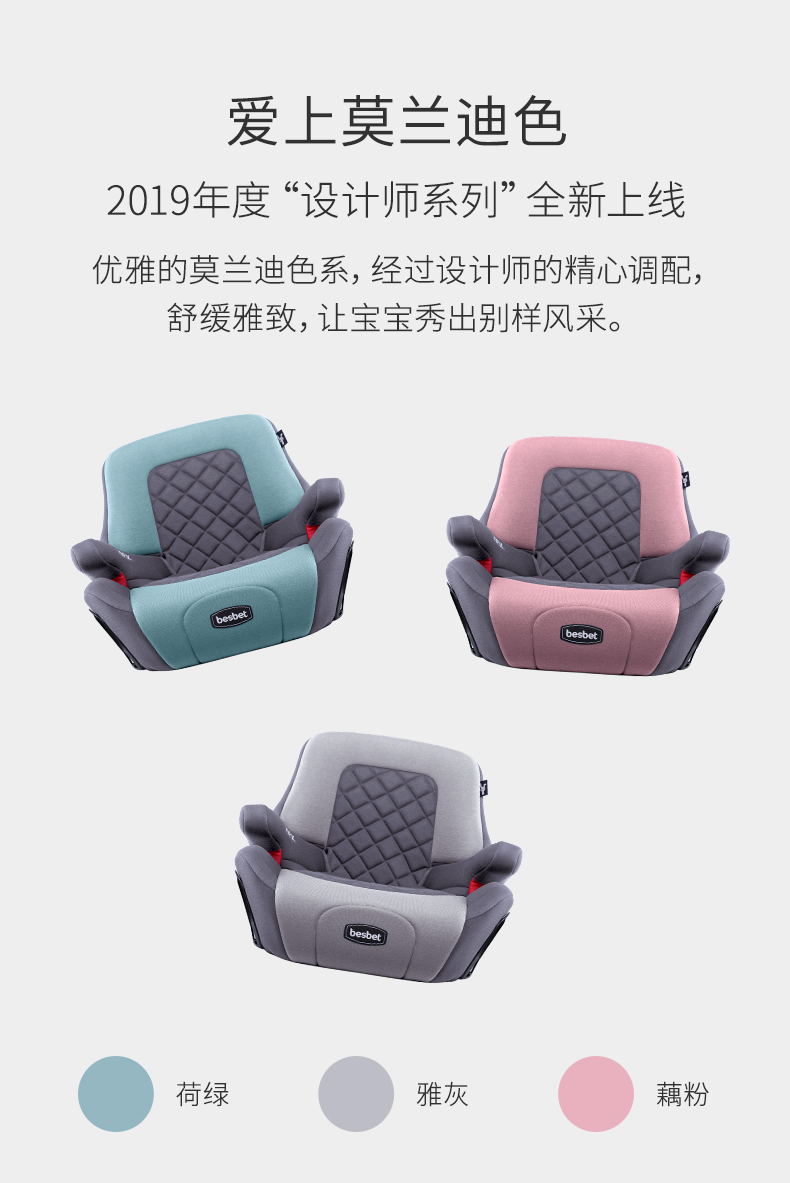 爱上莫兰迪色
2019年度“设计师系列”全新上线
优雅的莫兰迪色系，经过设计师的精心调配，
舒缓雅致，让宝宝秀出别样风采。
besbet
besbet
besbet
荷绿
雅灰
藕粉